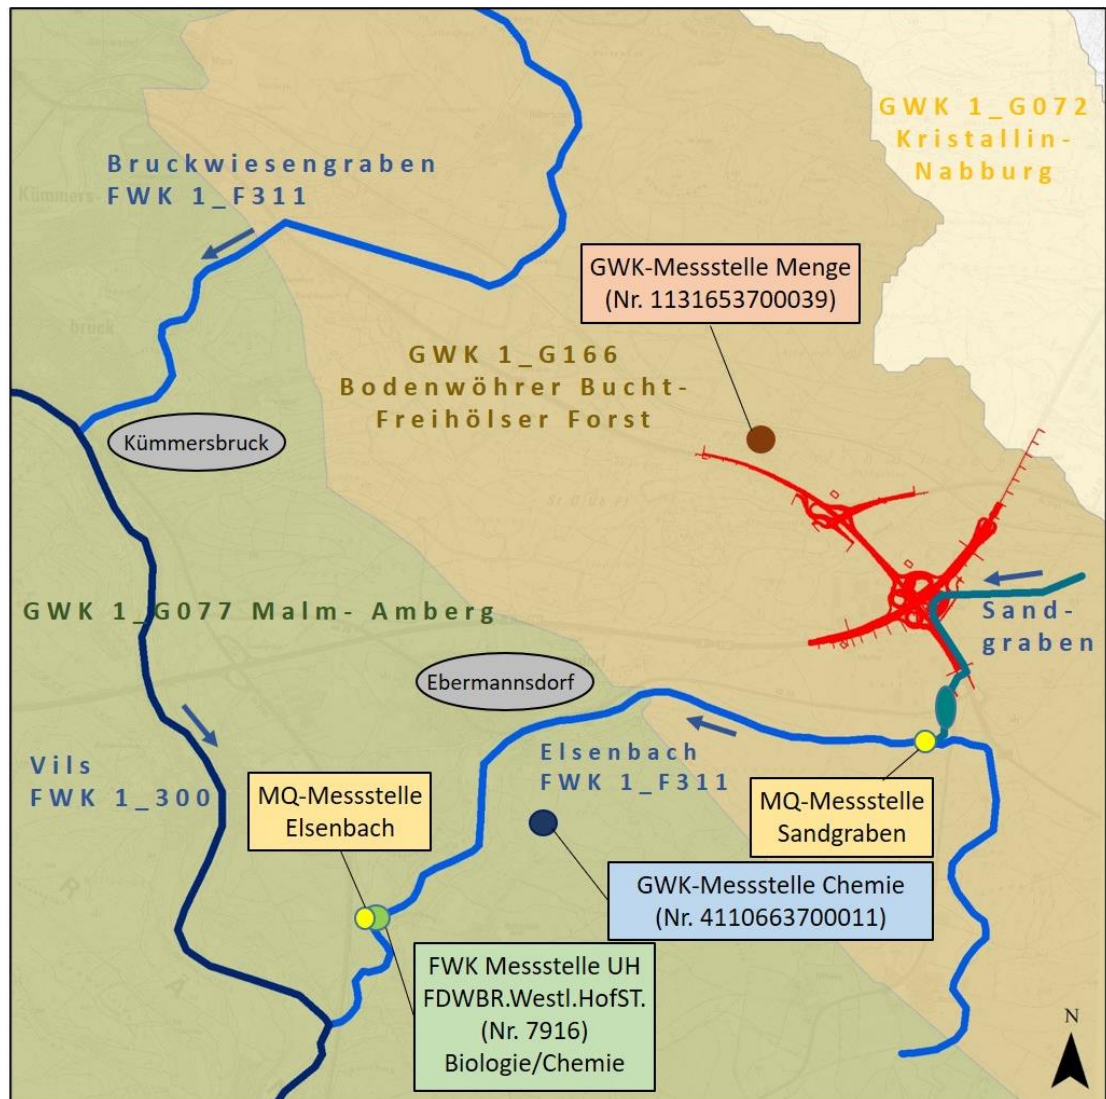 GWK 1_G072
Kristallin-
Nabburg
Bruckwiesengraben
FWK 1_F311
GWK-Messstelle Menge
(Nr. 1131653700039)
GWK 1_G166
Bodenwöhrer Bucht-
Freihölser Forst
Kümmersbruck
GWK 1_G077 Malm- Amberg
Sand-
graben
Ebermannsdorf
Elsenbach
FWK 1_F311
Vils
FWK 1_300
MQ-Messstelle
Elsenbach
MQ-Messstelle
Sandgraben
GWK-Messstelle Chemie
(Nr. 4110663700011)
FWK Messstelle UH
FDWBR.Westl.HofST.
(Nr. 7916)
Biologie/Chemie
N